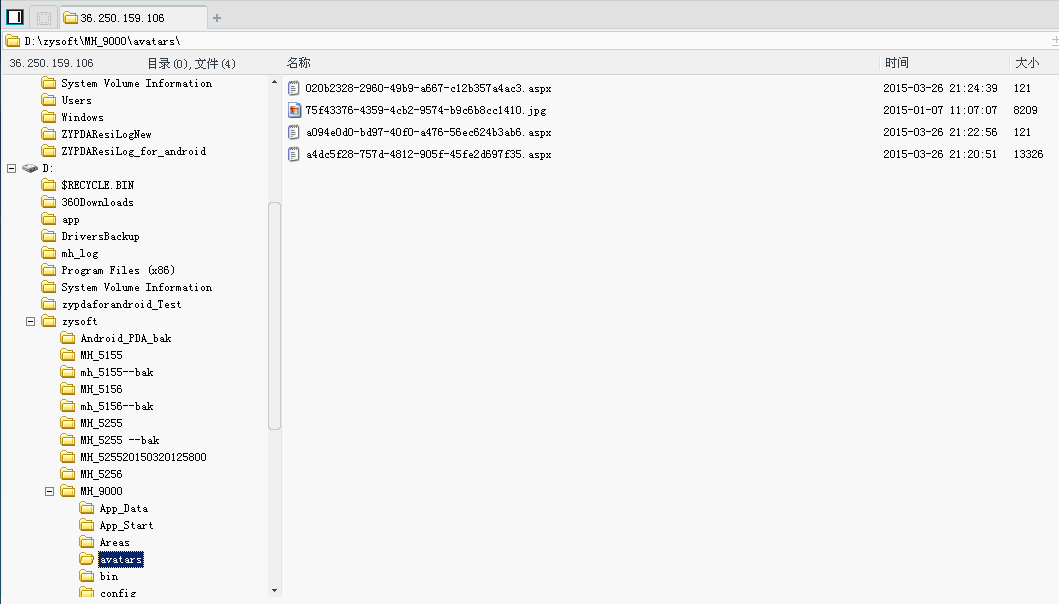 36.250.159.106
D:\zysoft\MH_9000\avatars\
36.250.159.106 目录(0),文件(4)
System Volume Information
Users
Windows
ZYPDAResiLogNew
ZYPDAResiLog_for_android
D:
$RECYCLE.BIN
360Downloads
app
DriversBackup
mh_log
Program Files (x86)
System Volume Information
zypdaforandroid_Test
zysoft
Android_PDA_bak
MH_5155
mh_5155--bak
MH_5156
mh_5156--bak
MH_5255
MH_5255 --bak
MH_525520150320125800
MH_5256
MH_9000
App_Data
App_Start
Areas
avatars
bin
config
名称 时间 大小
020b2328-2960-49b9-a667-c12b357a4ac3.aspx 2015-03-26 21:24:39 121
75f43376-4359-4cb2-9574-b9c6b8cc1410.jpg 2015-01-07 11:07:07 8209
a094e0d0-bd97-40f0-a476-56ec624b3ab6.aspx 2015-03-26 21:22:56 121
a4dc5f28-757d-4812-905f-45fe2d697f35.aspx 2015-03-26 21:20:51 13326